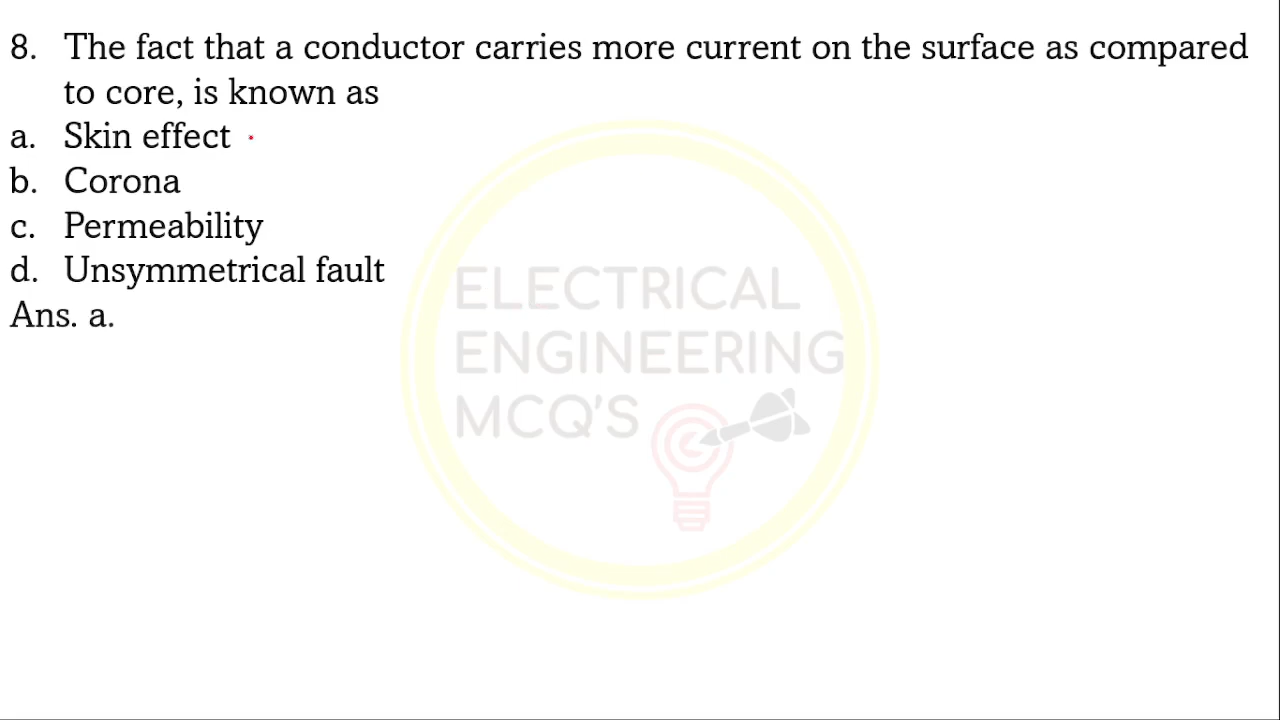 8. The fact that a conductor carries more current on the surface as compared
to core, is known as
a. Skin effect
b. Corona
c. Permeability
d. Unsymmetrical fault
Ans. a.
ELECTRICAL
ENGINEERING
MCQ'S